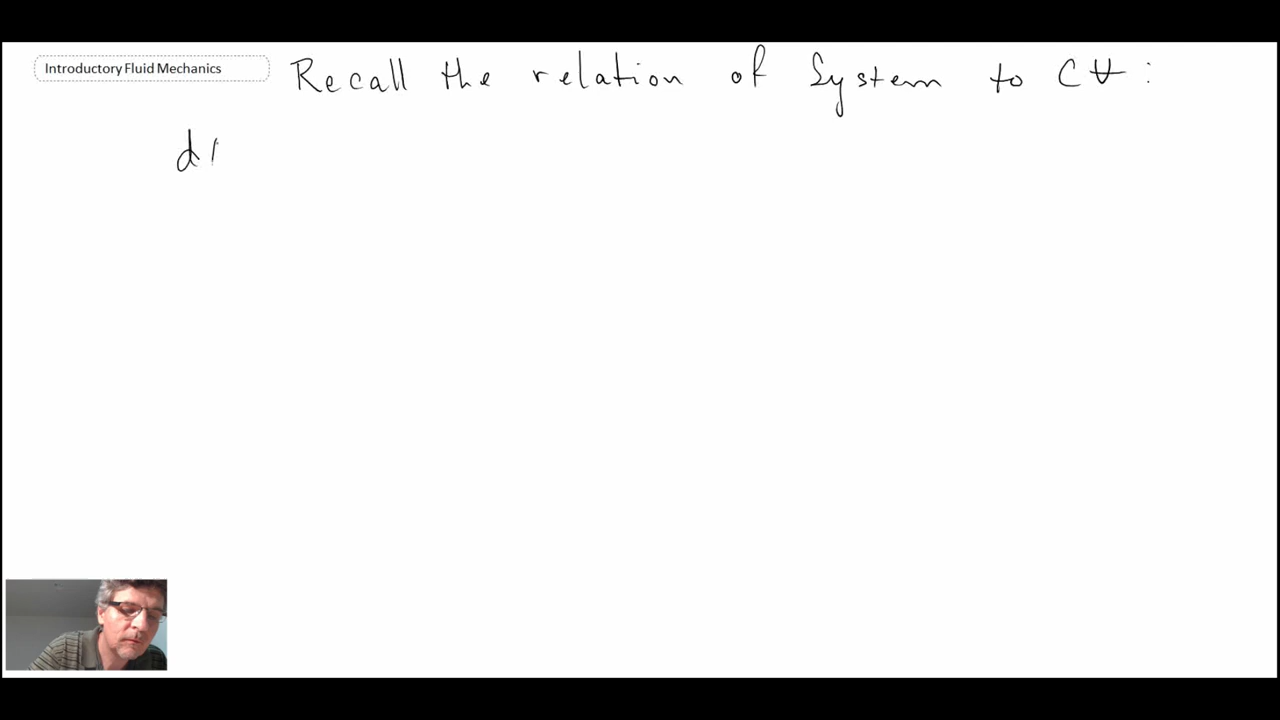 Introductory Fluid Mechanics
Recall the relation of System to C∀:
d